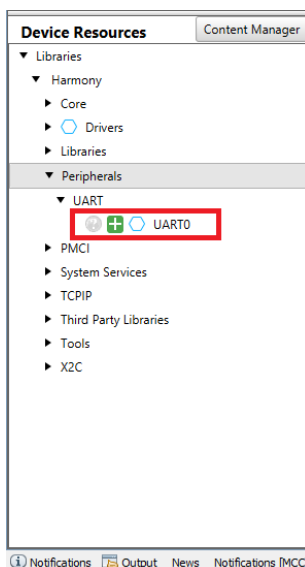 Device Resources Content Manager
Libraries
Harmony
Core
Drivers
Libraries
Peripherals
UART
UART0
PMCI
System Services
TCPIP
Third Party Libraries
Tools
X2C
Notifications Output News Notifications [MCC